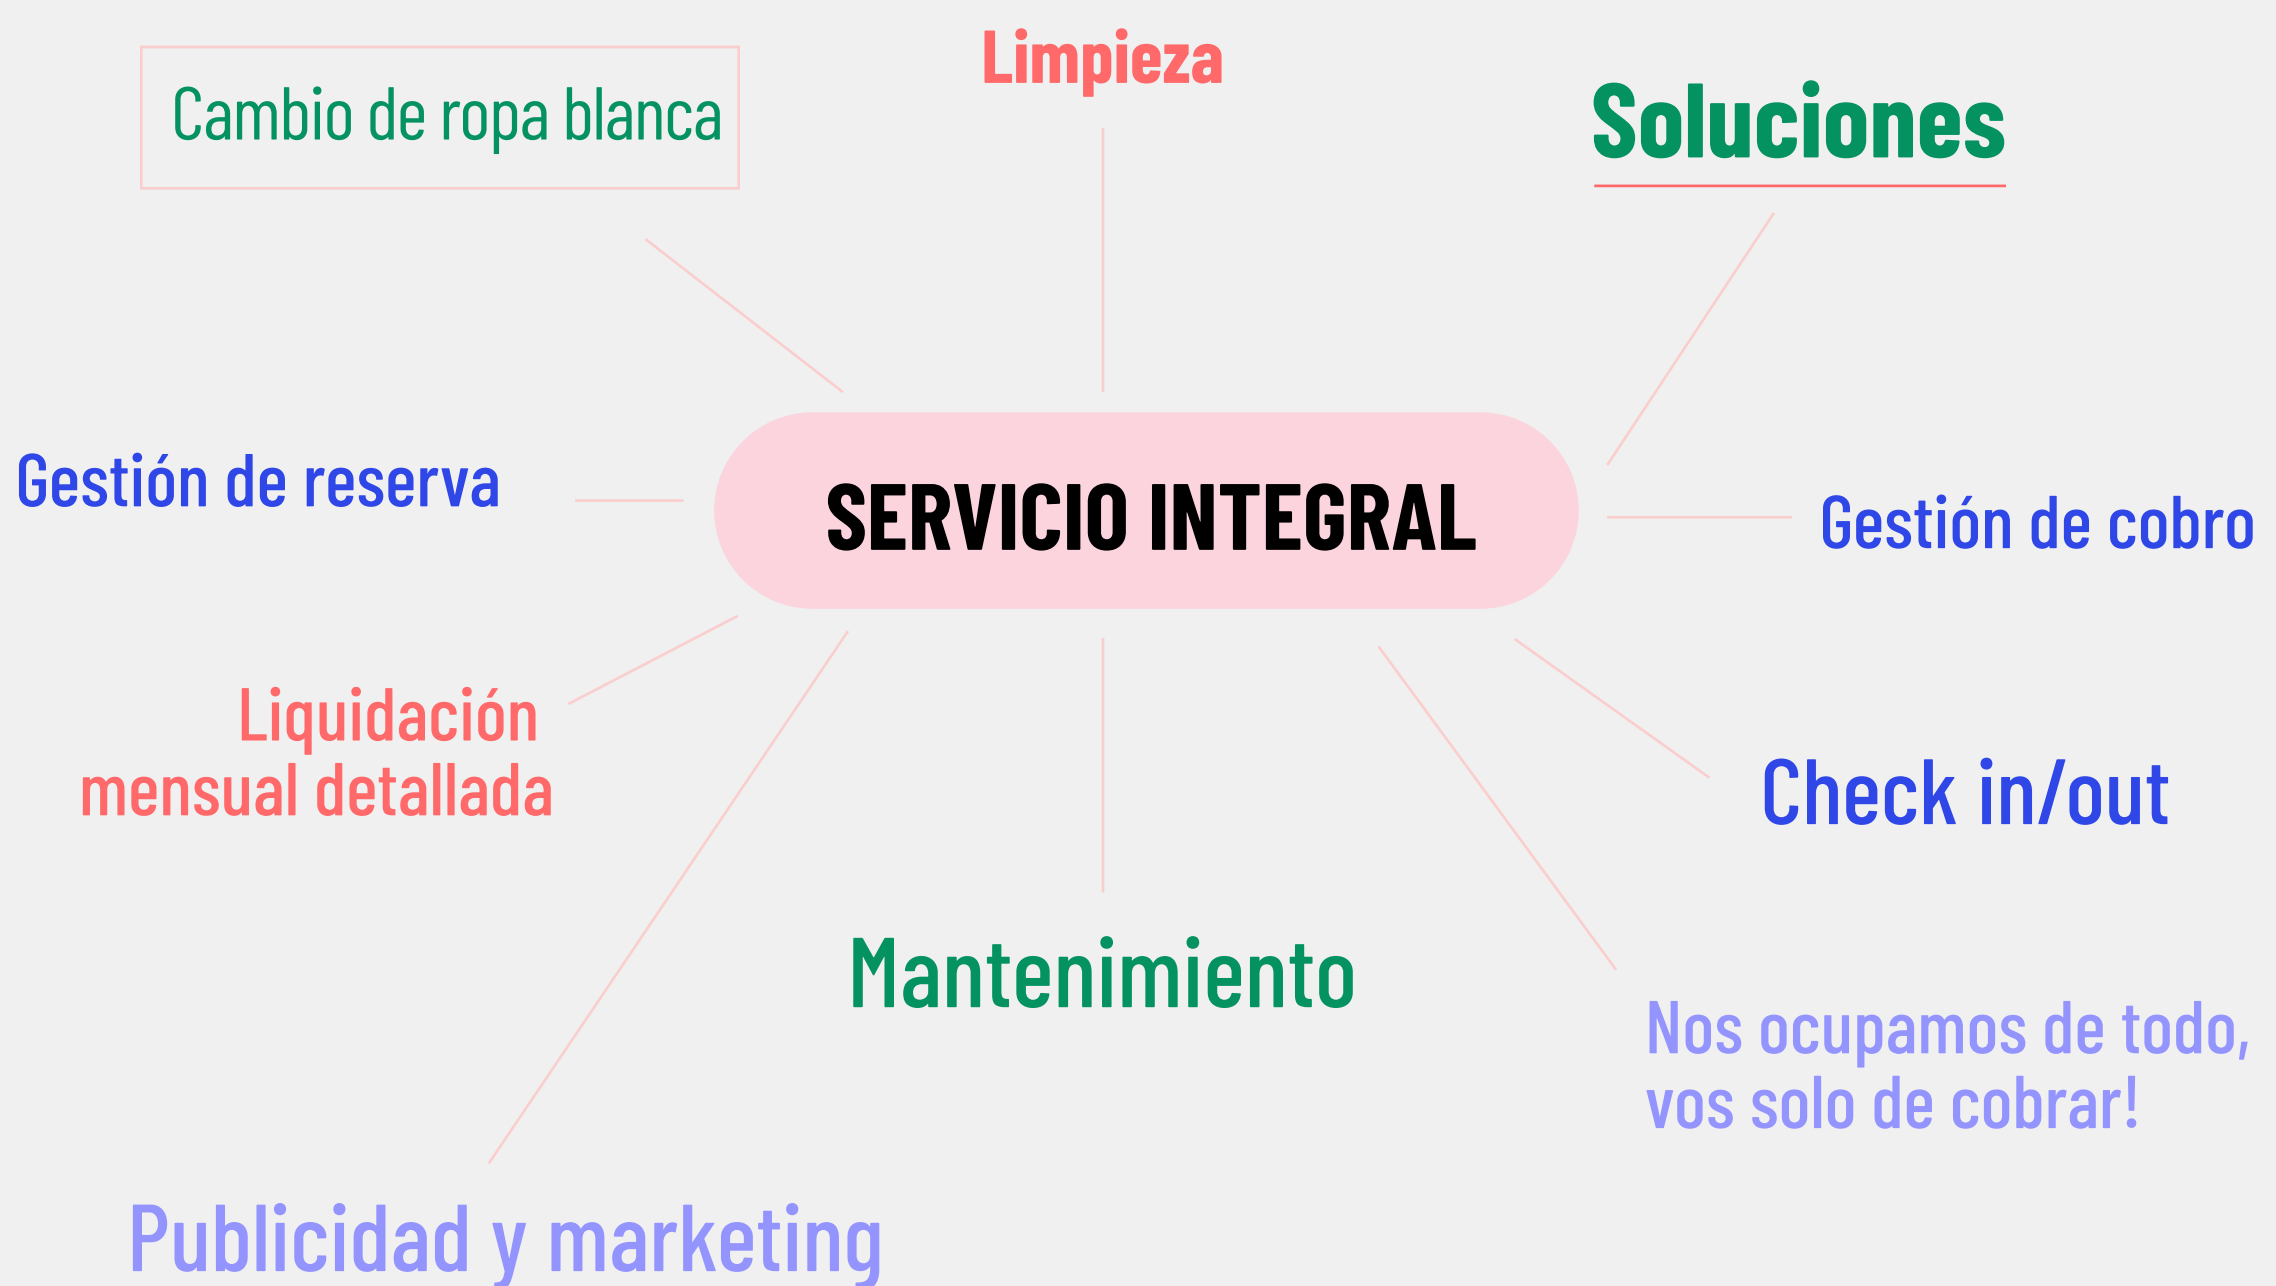 Limpieza
Cambio de ropa blanca
Soluciones
Gestión de reserva
SERVICIO INTEGRAL
Gestión de cobro
Liquidación
mensual detallada
Check in/out
Mantenimiento
Nos ocupamos de todo,
vos solo de cobrar!
Publicidad y marketing